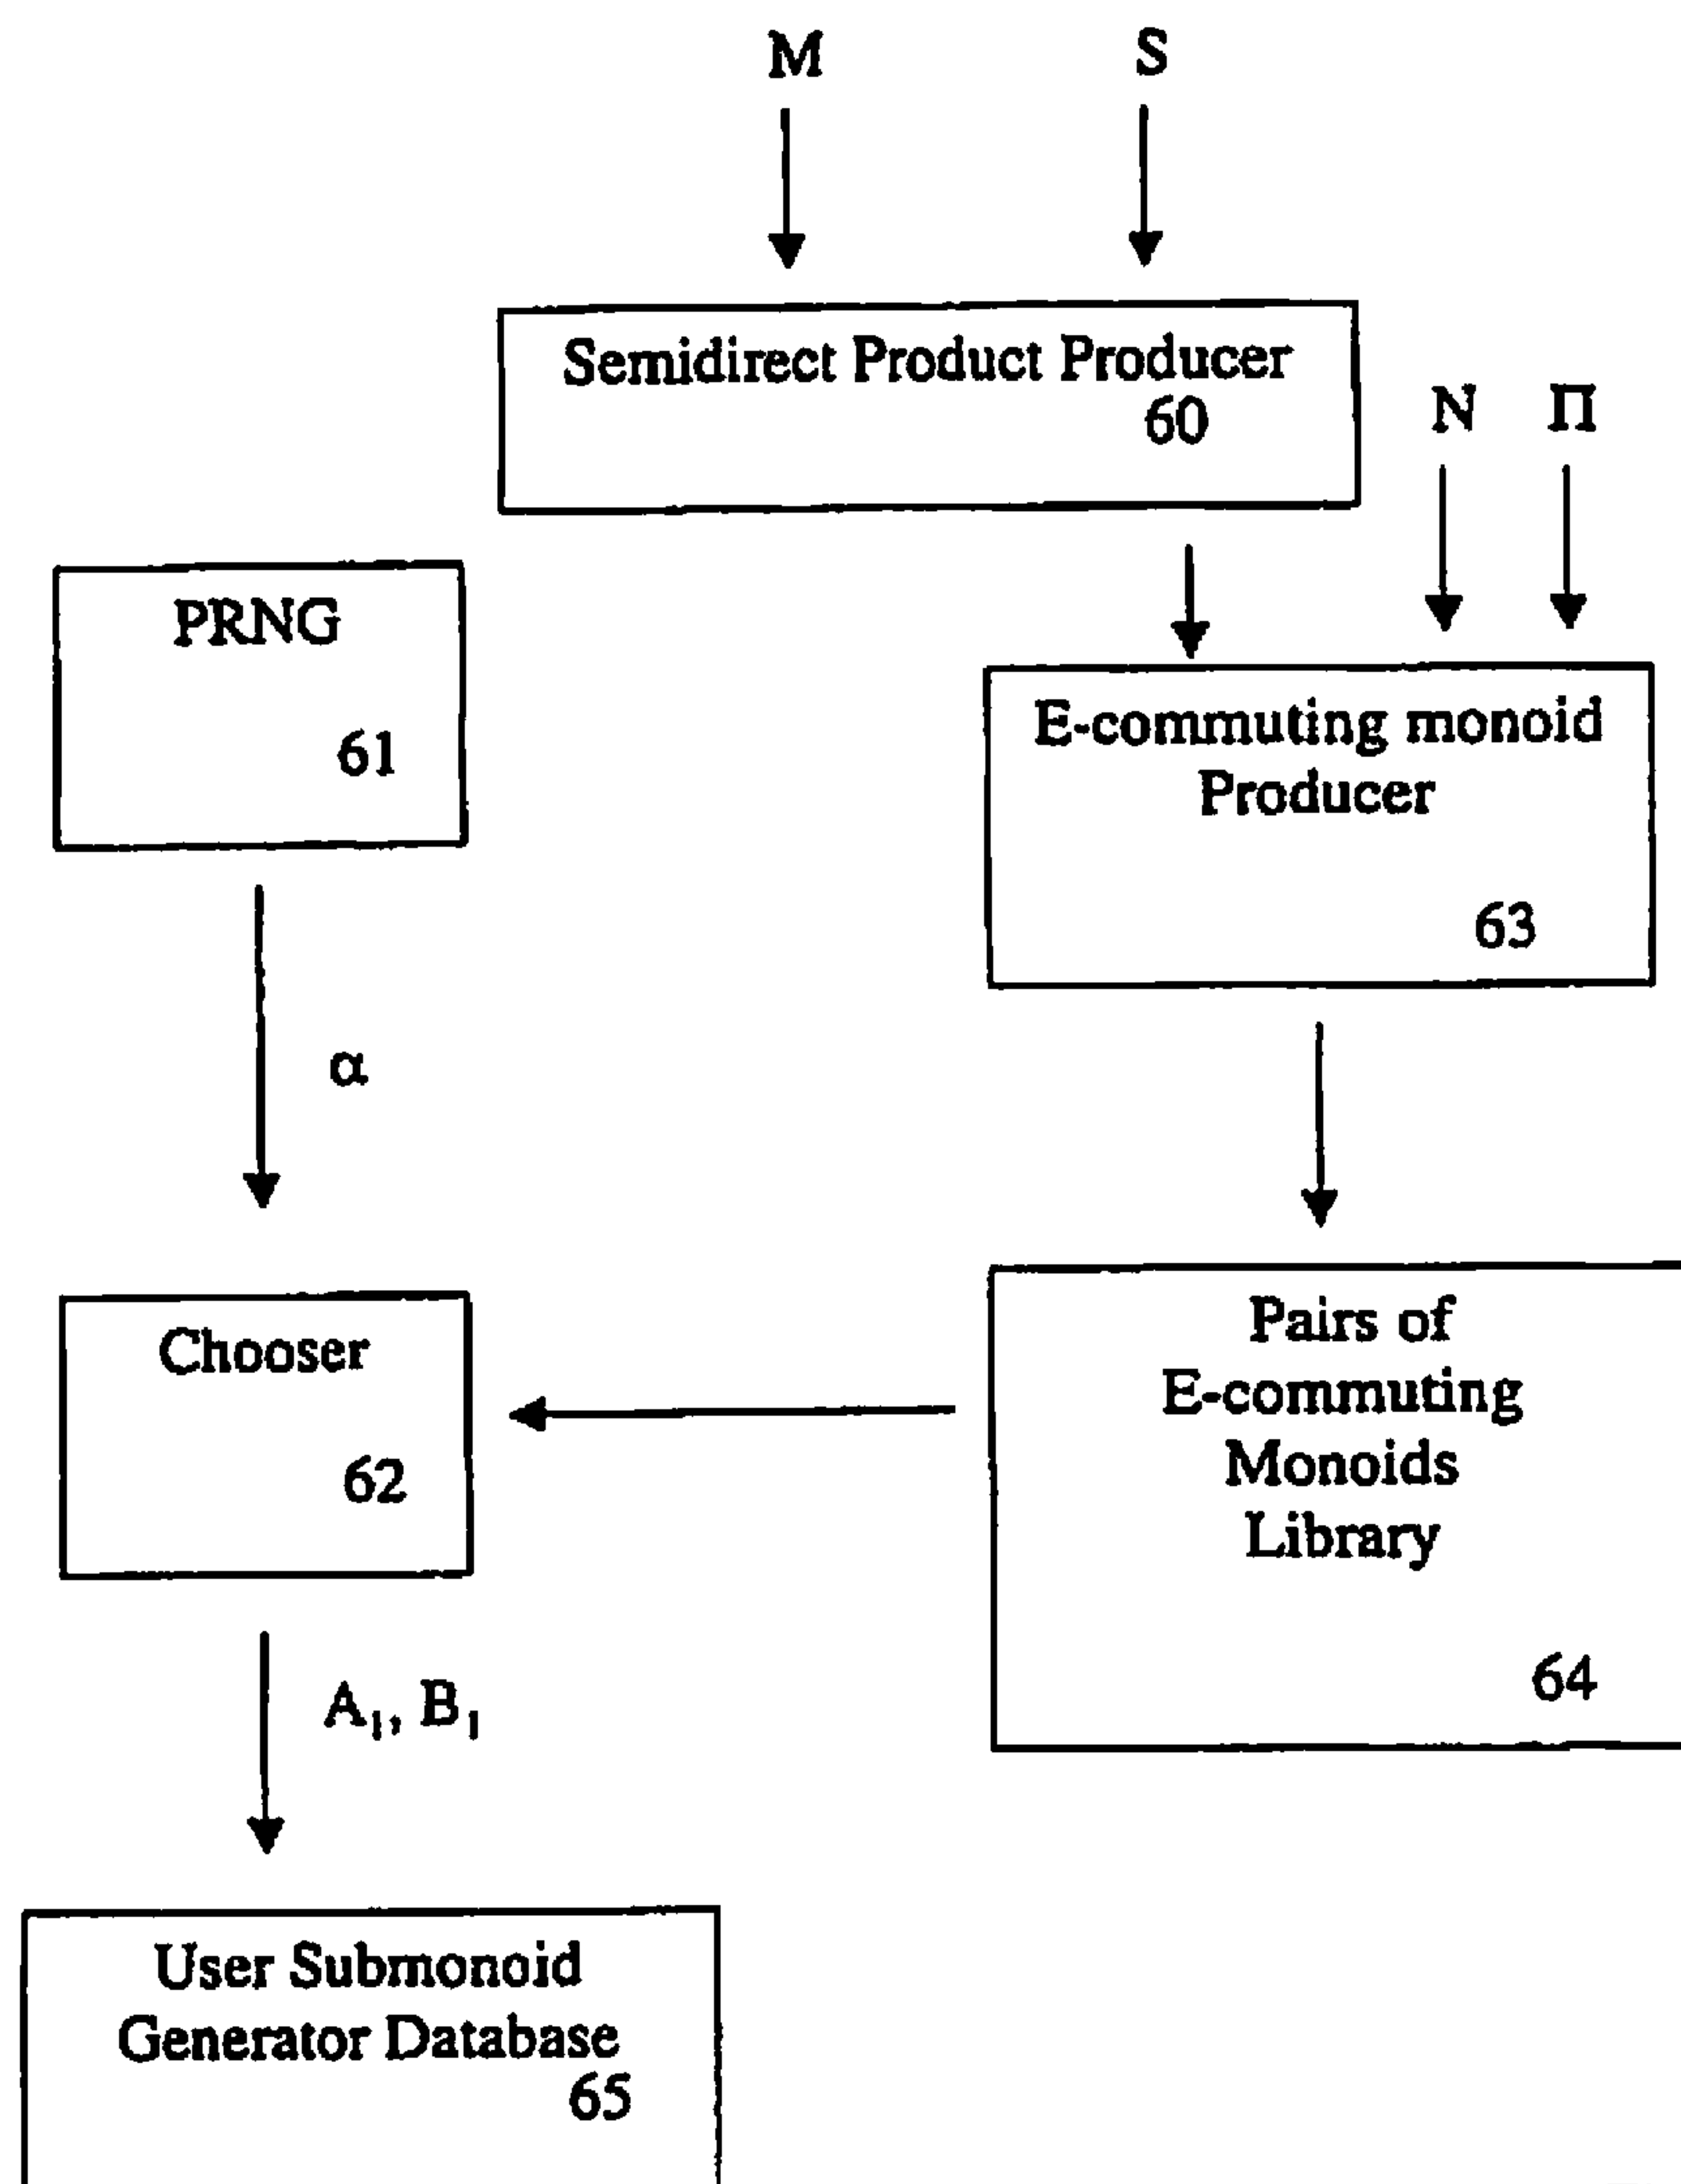 M S
Semidirect Product Producer
60
N Π
PRNG
61
E-commuting monoid
Producer
63
α
Chooser
62
Pairs of
E-commuting
Monoids
Library
64
A₁, B₁
User Submonoid
Generator Database
65